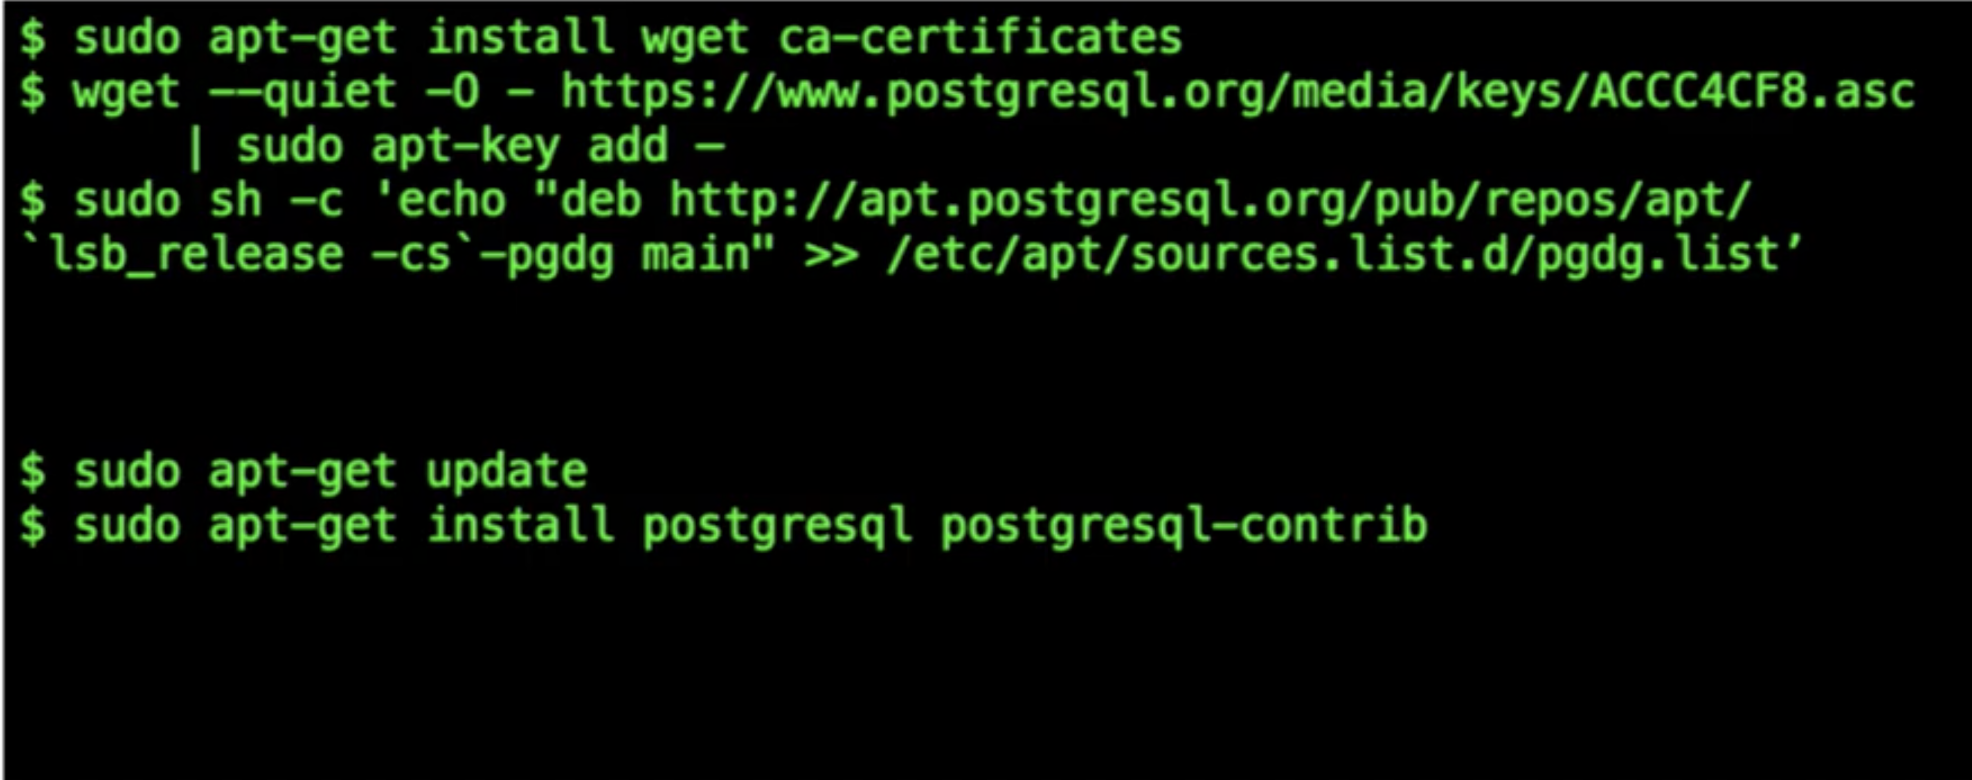 $ sudo apt-get install wget ca-certificates
$ wget --quiet -O - https://www.postgresql.org/media/keys/ACCC4CF8.asc
| sudo apt-key add -
$ sudo sh -c 'echo "deb http://apt.postgresql.org/pub/repos/apt/
`lsb_release -cs`-pgdg main" >> /etc/apt/sources.list.d/pgdg.list’
$ sudo apt-get update
$ sudo apt-get install postgresql postgresql-contrib